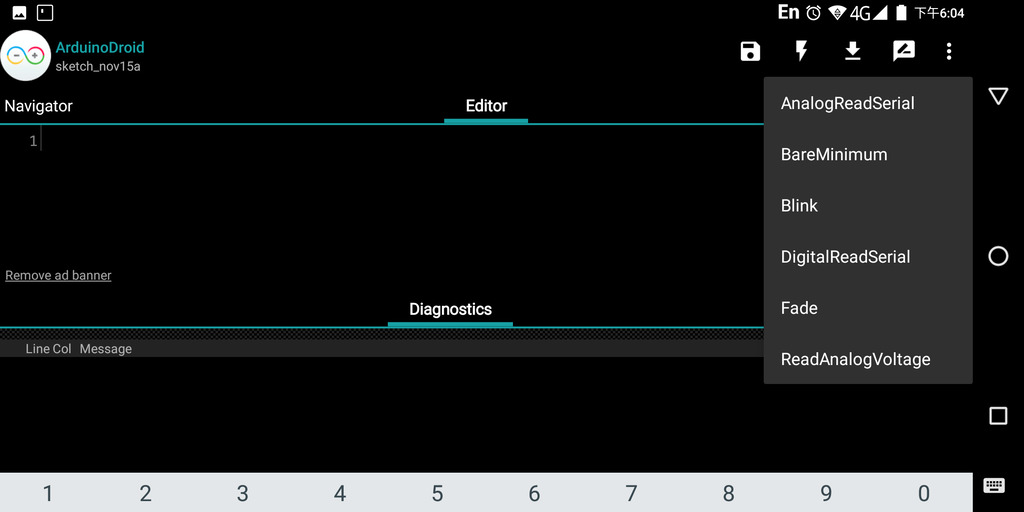 En 4G 下午6:04
ArduinoDroid
sketch_nov15a
Navigator Editor
1
Remove ad banner
Diagnostics
Line Col Message
AnalogReadSerial
BareMinimum
Blink
DigitalReadSerial
Fade
ReadAnalogVoltage
1 2 3 4 5 6 7 8 9 0